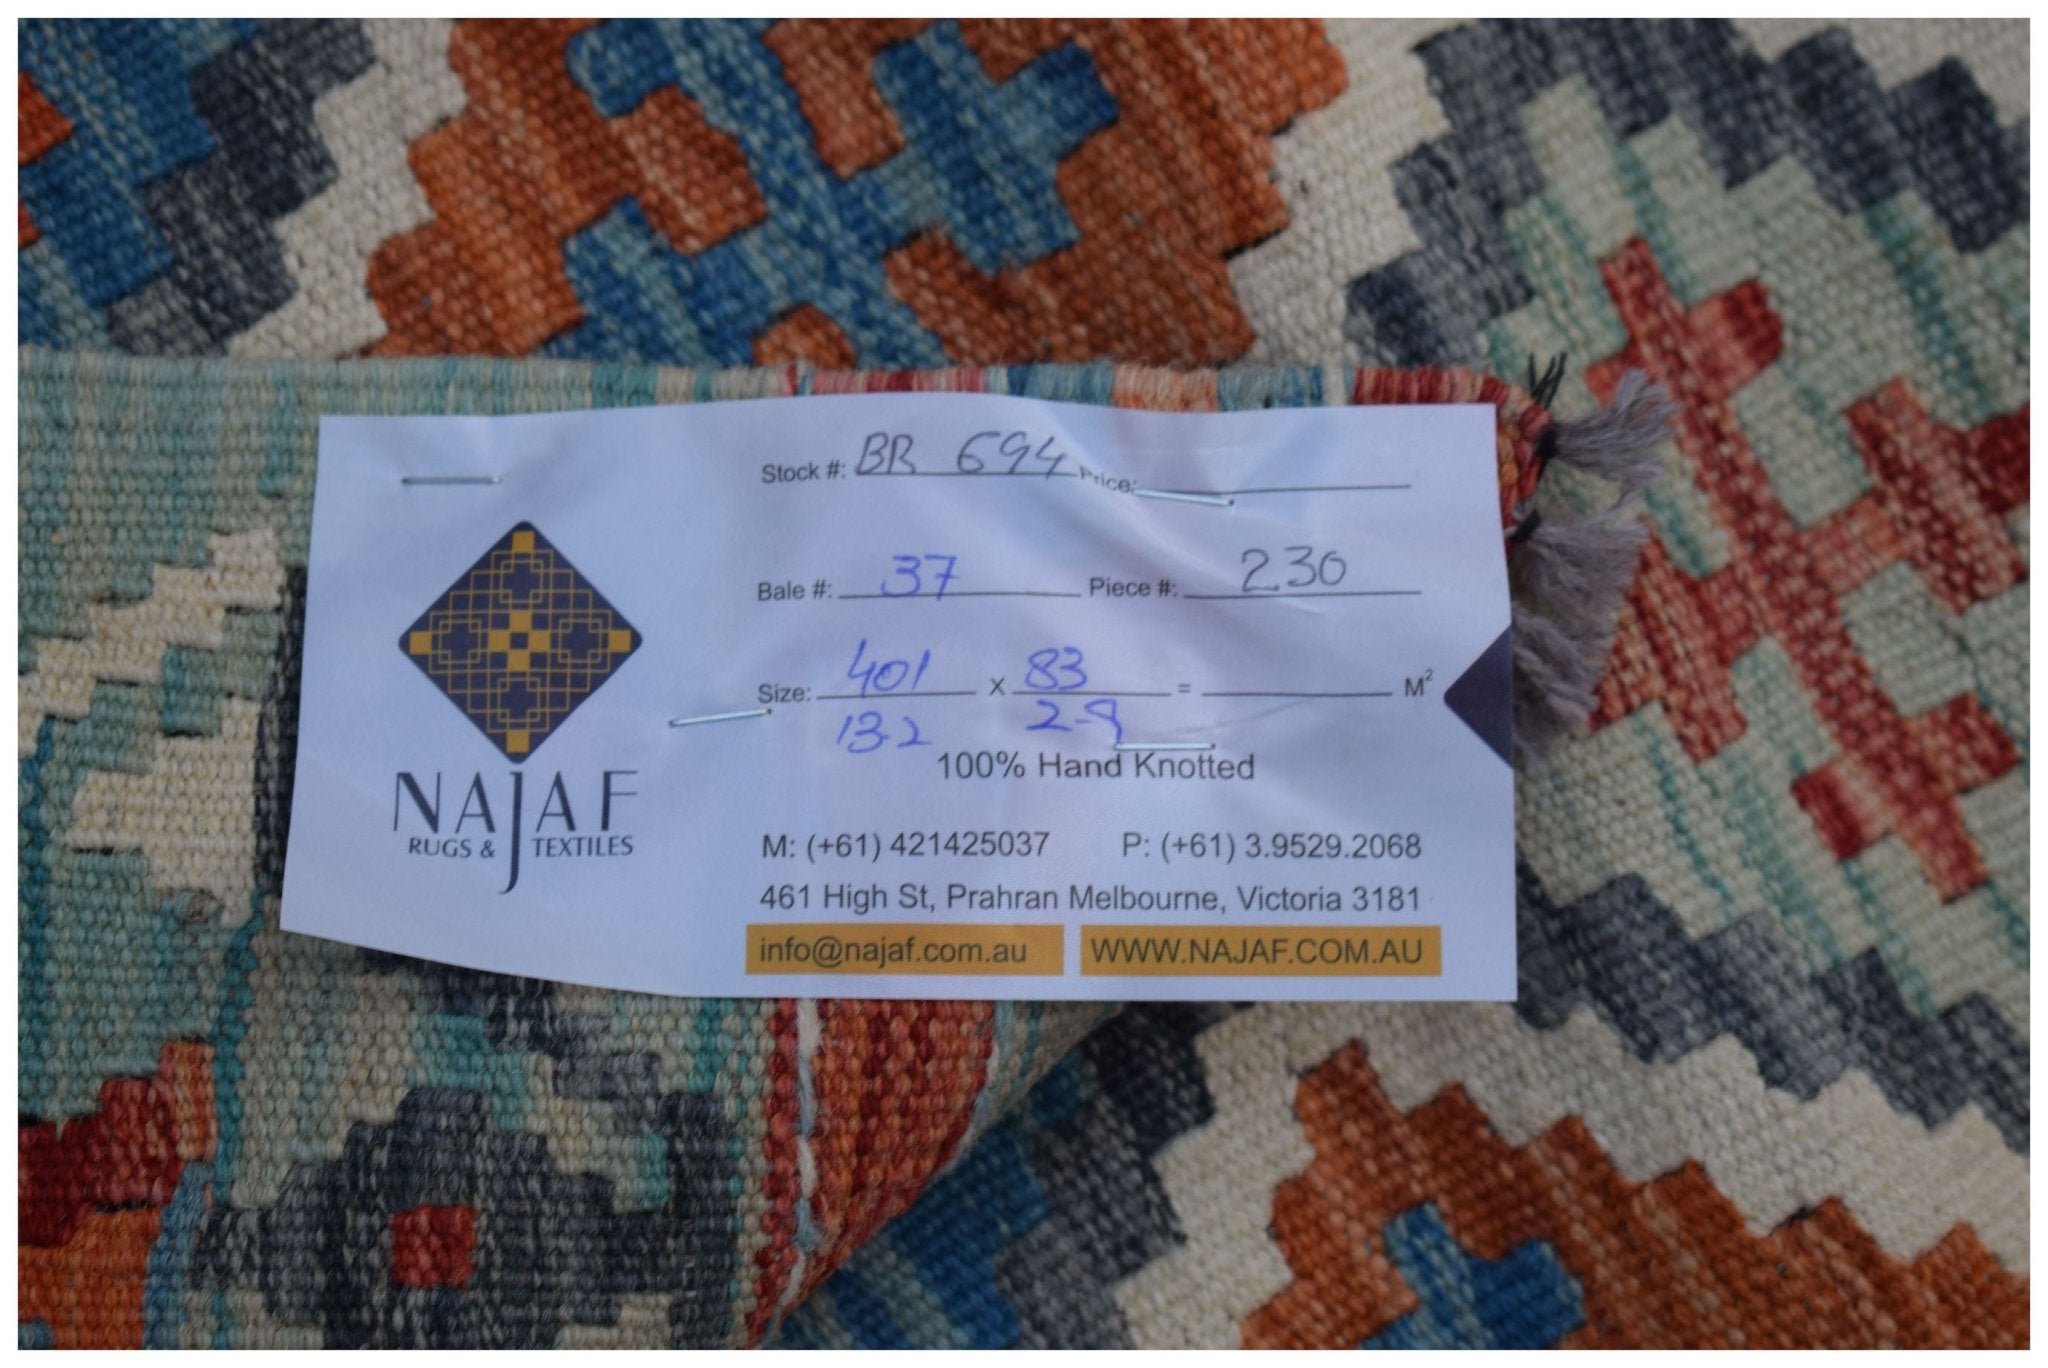 Stock #: BR 694 Price:
Bale #: 37 Piece #: 230
Size: 401 x 83 = M²
13.2 2-9
100% Hand Knotted
NAJAF
RUGS & TEXTILES
M: (+61) 421425037 P: (+61) 3.9529.2068
461 High St, Prahran Melbourne, Victoria 3181
info@najaf.com.au WWW.NAJAF.COM.AU